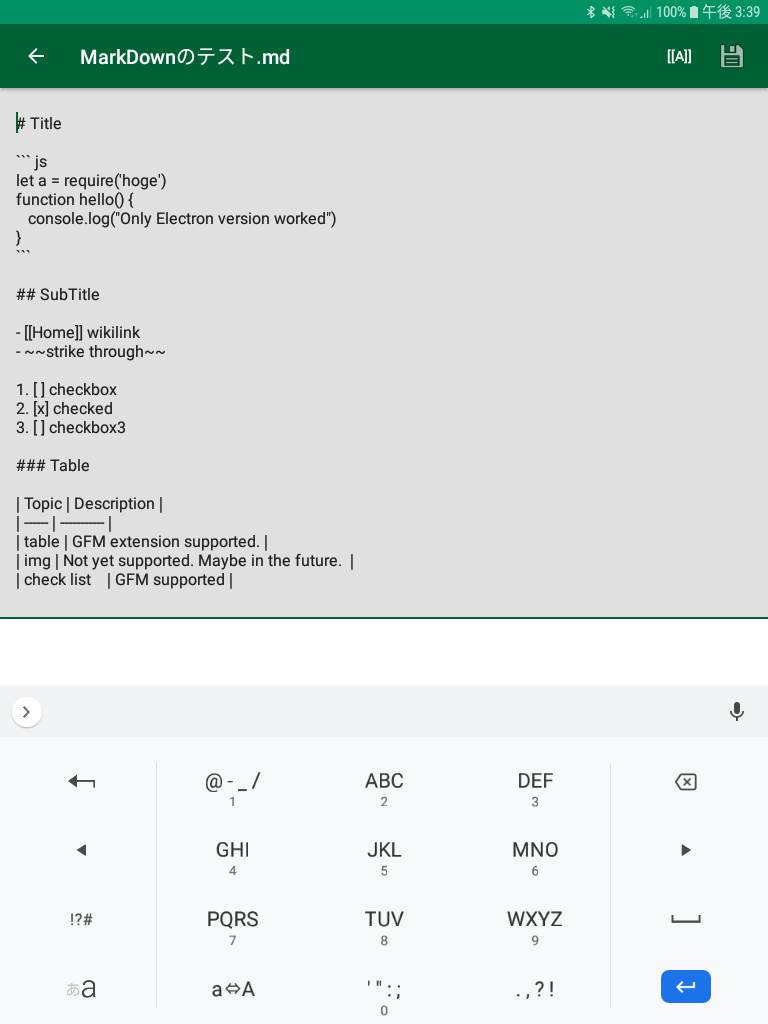 100% 午後 3:39
MarkDownのテスト.md [[A]]
# Title
``` js
let a = require('hoge')
function hello() {
   console.log("Only Electron version worked")
}
```
## SubTitle
- [[Home]] wikilink
- ~~strike through~~
1. [ ] checkbox
2. [x] checked
3. [ ] checkbox3
### Table
| Topic | Description |
| ------ | ----------- |
| table | GFM extension supported. |
| img | Not yet supported. Maybe in the future.  |
| check list    | GFM supported |
@ - _ / ABC DEF
1 2 3
GHI JKL MNO
4 5 6
!?# PQRS TUV WXYZ
7 8 9
あa a⇔A ' " : ; . , ? !
0